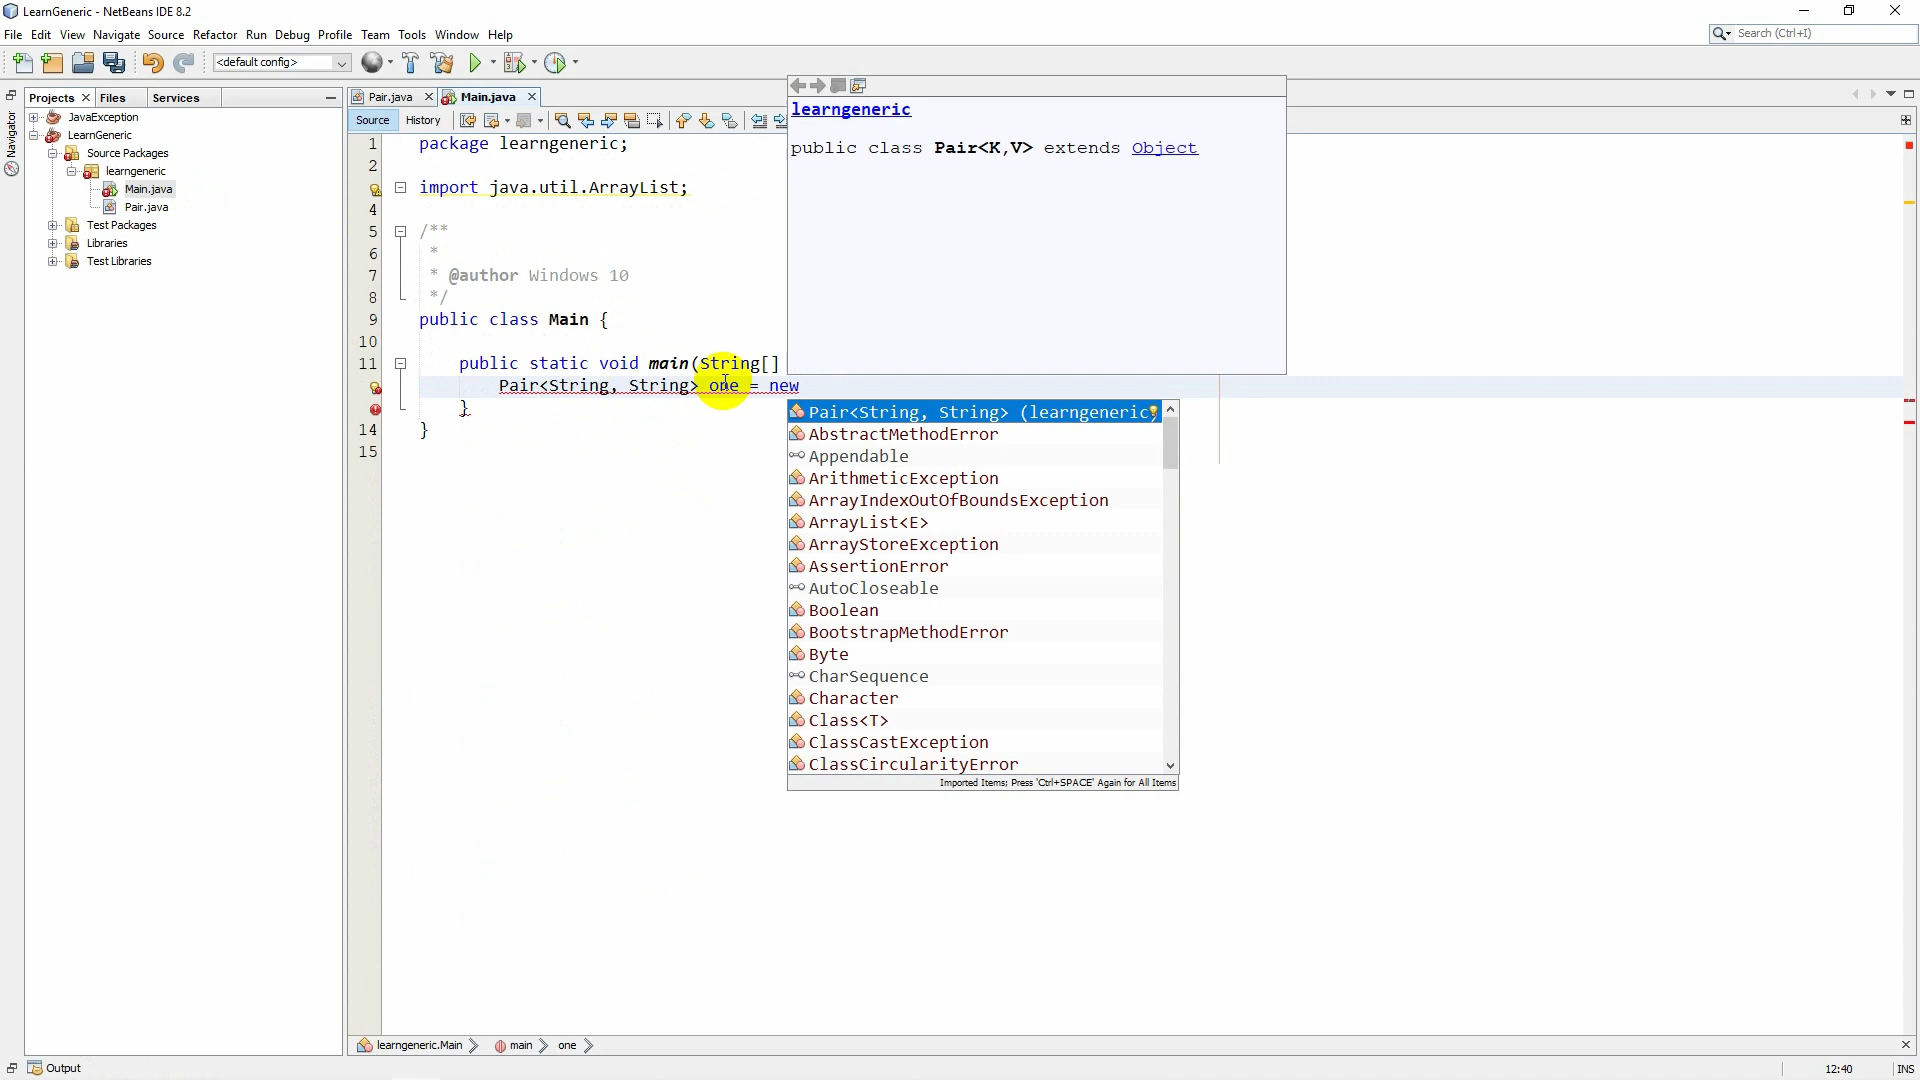 LearnGeneric - NetBeans IDE 8.2
File Edit View Navigate Source Refactor Run Debug Profile Team Tools Window Help
Search (Ctrl+I)
<default config>
Projects Files Services
Pair.java Main.java
Navigator
JavaException
LearnGeneric
Source Packages
learngeneric
Main.java
Pair.java
Test Packages
Libraries
Test Libraries
Source History
1 package learngeneric;
2
import java.util.ArrayList;
4
5 /**
6 *
7 * @author Windows 10
8 */
9 public class Main {
10
11 public static void main(String[]
Pair<String, String> one = new
}
14 }
15
learngeneric
public class Pair<K,V> extends Object
Pair<String, String> (learngeneric)
AbstractMethodError
Appendable
ArithmeticException
ArrayIndexOutOfBoundsException
ArrayList<E>
ArrayStoreException
AssertionError
AutoCloseable
Boolean
BootstrapMethodError
Byte
CharSequence
Character
Class<T>
ClassCastException
ClassCircularityError
Imported Items; Press 'Ctrl+SPACE' Again for All Items
learngeneric.Main main one
Output
12:40 INS